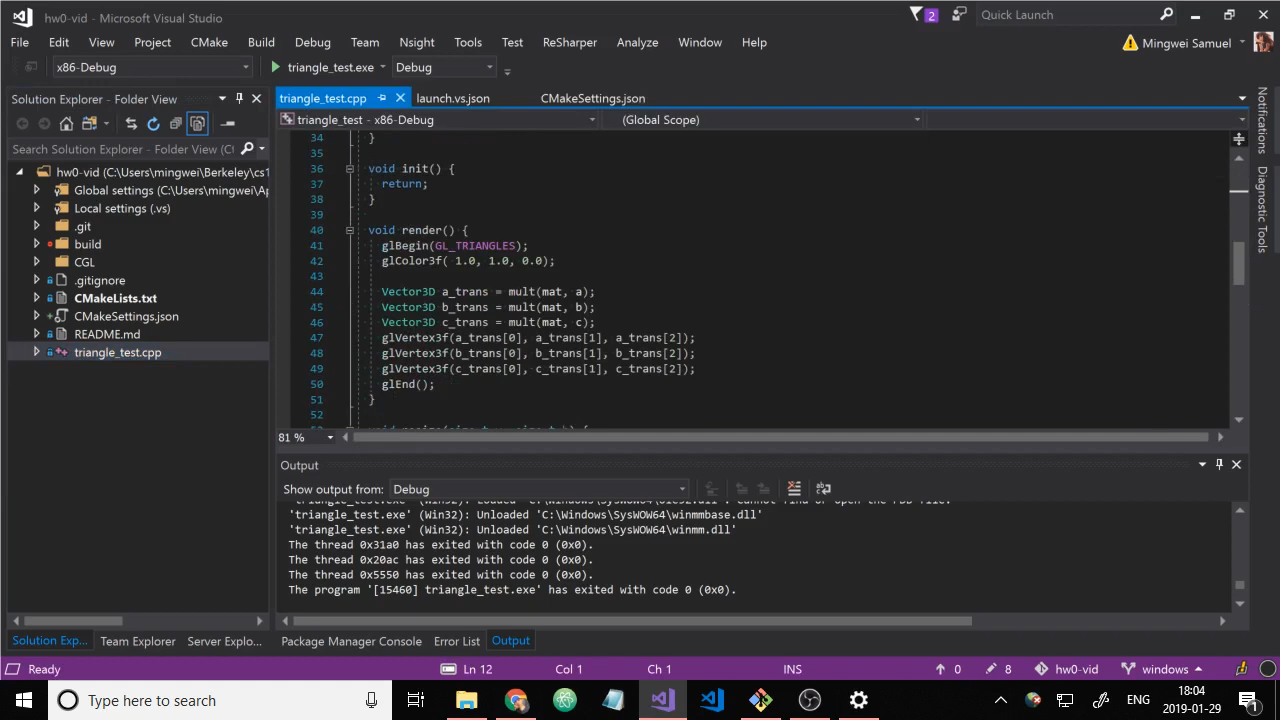 hw0-vid - Microsoft Visual Studio
2
Quick Launch
File Edit View Project CMake Build Debug Team Nsight Tools Test ReSharper Analyze Window Help
Mingwei Samuel
x86-Debug triangle_test.exe Debug
Solution Explorer - Folder View
Search Solution Explorer - Folder View (C
hw0-vid (C:\Users\mingwei\Berkeley\cs1
Global settings (C:\Users\mingwei\Ap
Local settings (.vs)
.git
build
CGL
.gitignore
CMakeLists.txt
CMakeSettings.json
README.md
triangle_test.cpp
Solution Exp... Team Explorer Server Explo...
triangle_test.cpp launch.vs.json CMakeSettings.json
triangle_test - x86-Debug (Global Scope)
34 }
35
36 void init() {
37 return;
38 }
39
40 void render() {
41 glBegin(GL_TRIANGLES);
42 glColor3f( 1.0, 1.0, 0.0);
43
44 Vector3D a_trans = mult(mat, a);
45 Vector3D b_trans = mult(mat, b);
46 Vector3D c_trans = mult(mat, c);
47 glVertex3f(a_trans[0], a_trans[1], a_trans[2]);
48 glVertex3f(b_trans[0], b_trans[1], b_trans[2]);
49 glVertex3f(c_trans[0], c_trans[1], c_trans[2]);
50 glEnd();
51 }
52
81 %
Output
Show output from: Debug
'triangle_test.exe' (Win32): Unloaded 'C:\Windows\SysWOW64\winmmbase.dll'
'triangle_test.exe' (Win32): Unloaded 'C:\Windows\SysWOW64\winmm.dll'
The thread 0x31a0 has exited with code 0 (0x0).
The thread 0x20ac has exited with code 0 (0x0).
The thread 0x5550 has exited with code 0 (0x0).
The program '[15460] triangle_test.exe' has exited with code 0 (0x0).
Package Manager Console Error List Output
Notifications
Diagnostic Tools
Ready Ln 12 Col 1 Ch 1 INS 0 8 hw0-vid windows
Type here to search
ENG
18:04
2019-01-29
1